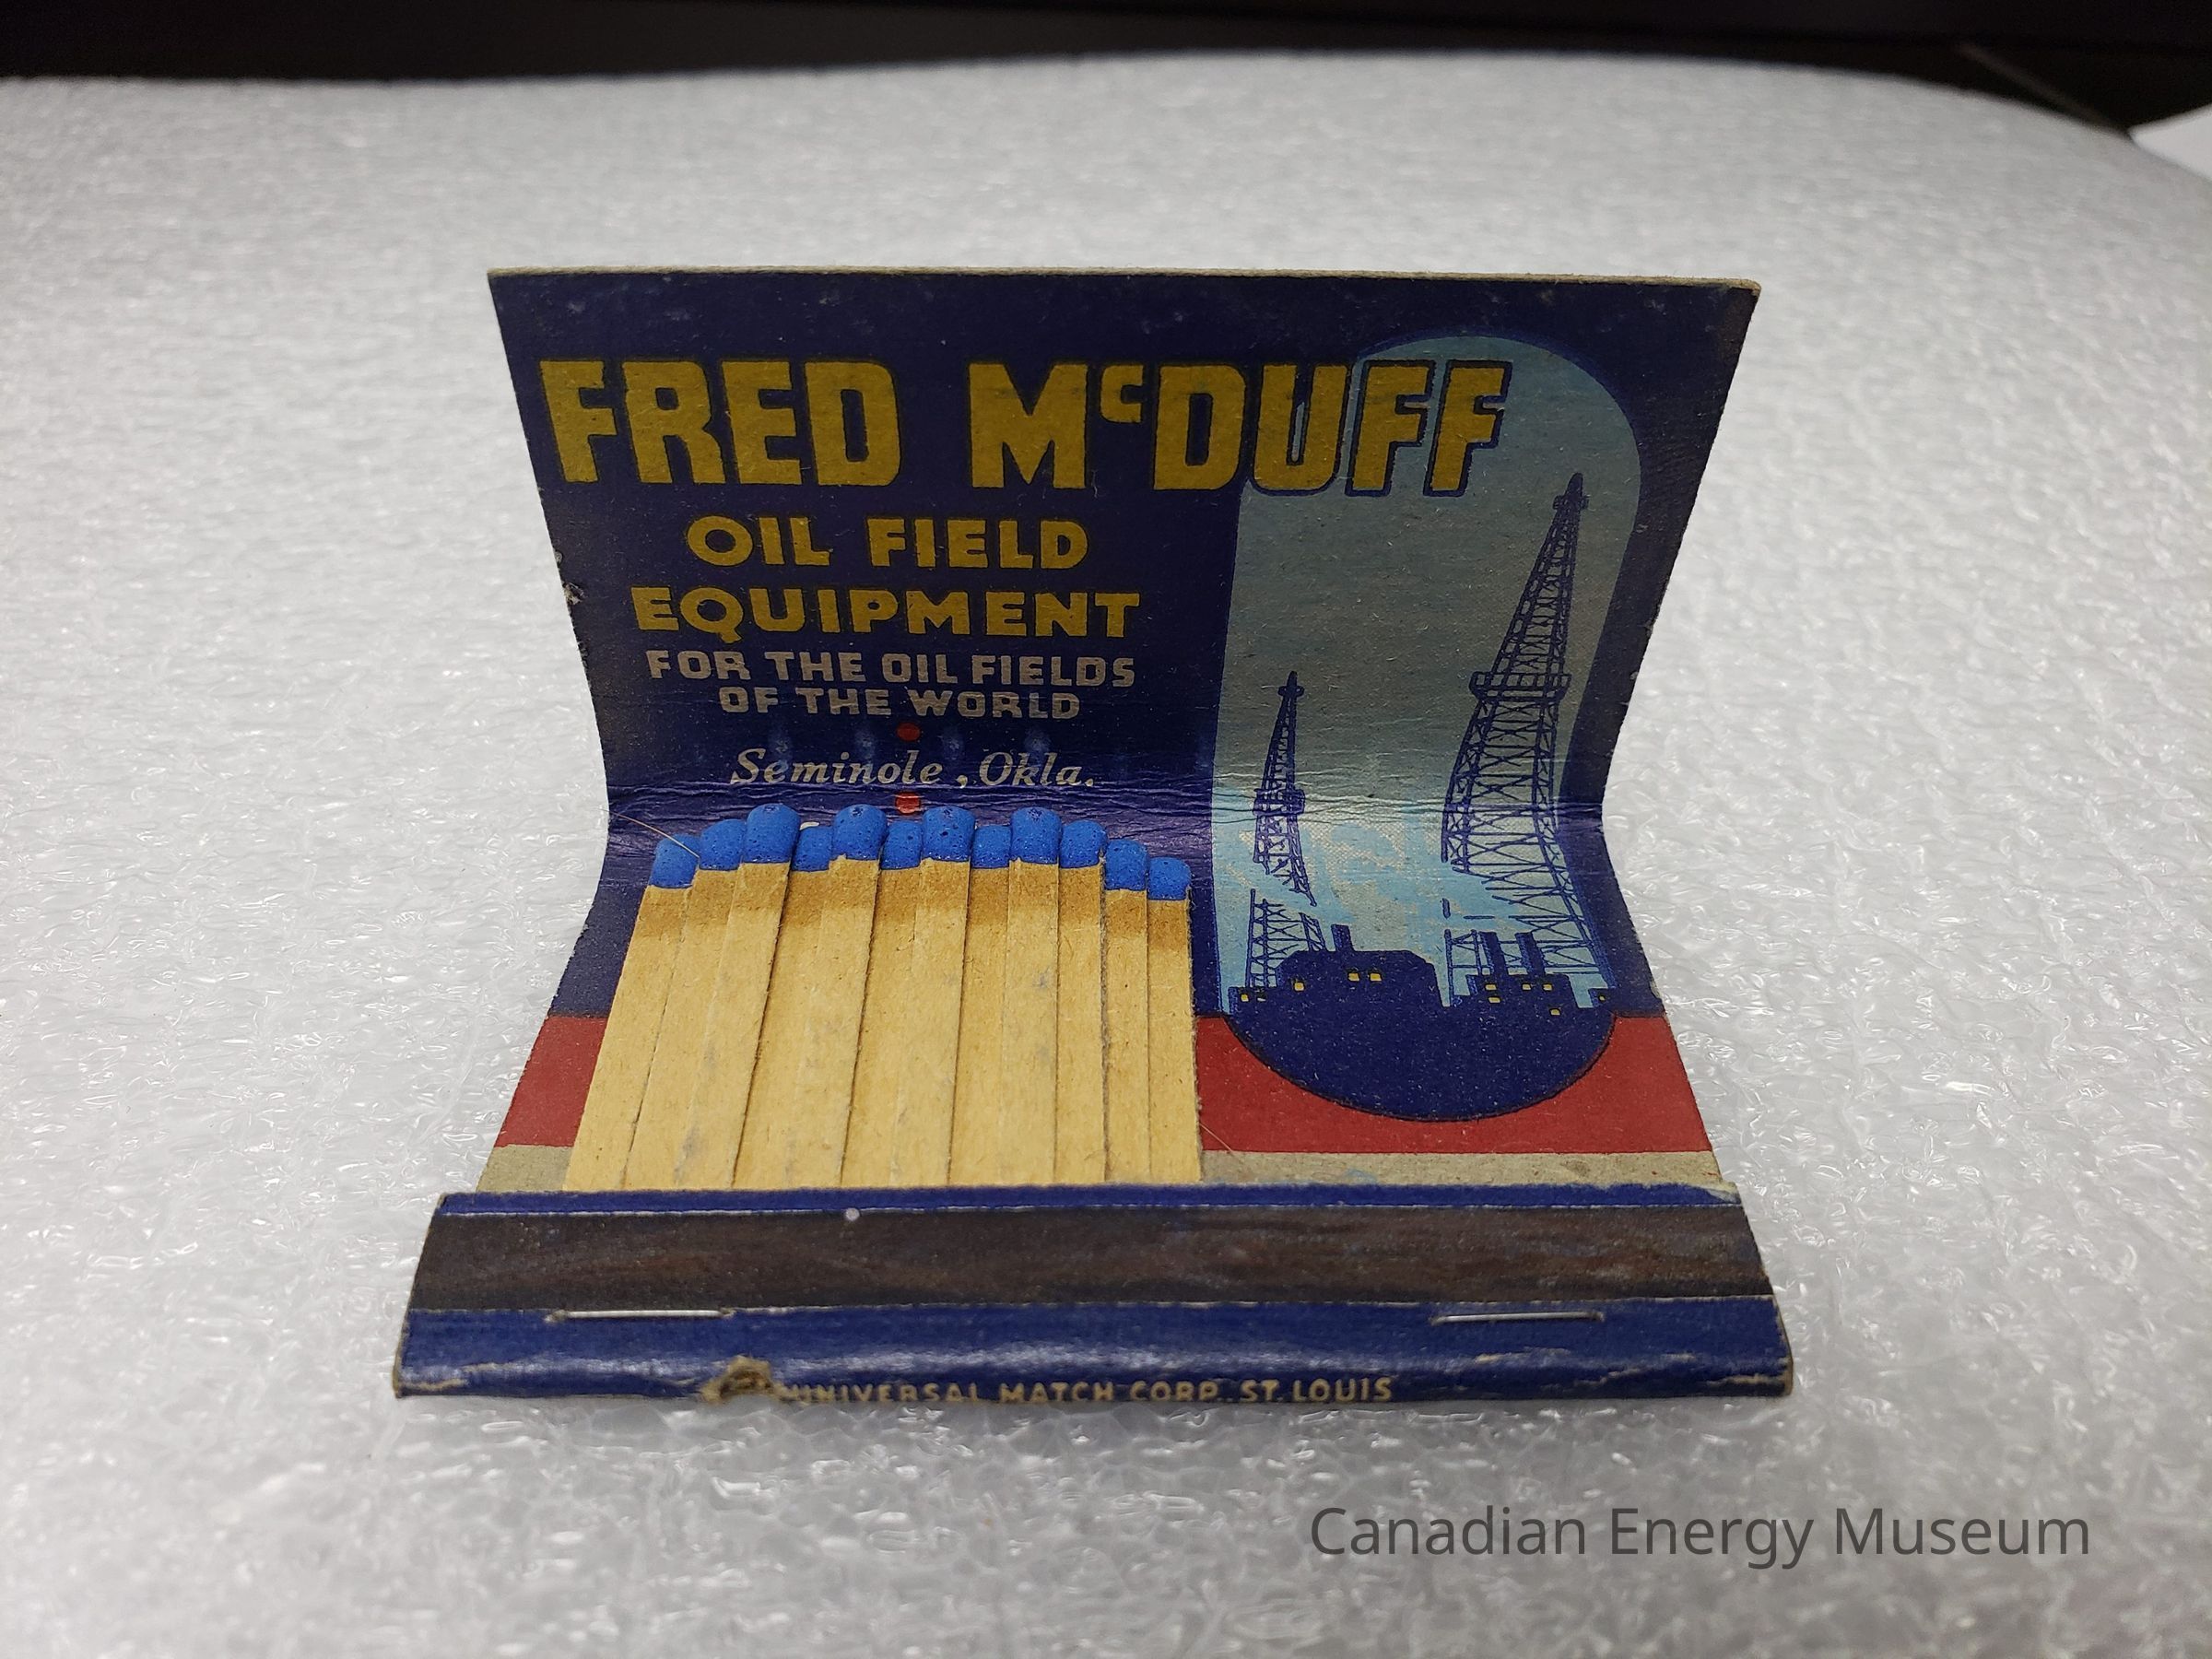 FRED McDUFF
OIL FIELD
EQUIPMENT
FOR THE OIL FIELDS
OF THE WORLD
Seminole, Okla.
UNIVERSAL MATCH CORP. ST. LOUIS
Canadian Energy Museum